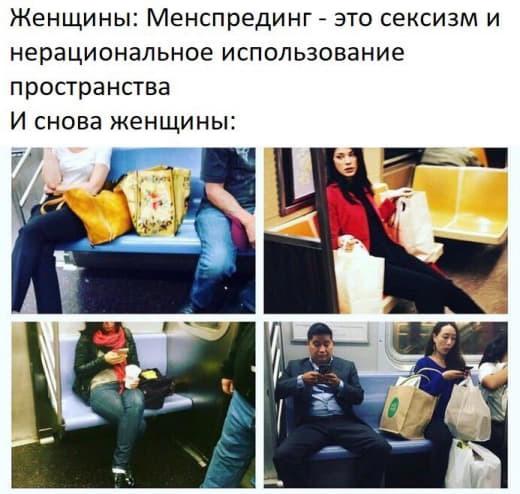 Женщины: Менспрединг - это сексизм и
нерациональное использование
пространства
И снова женщины: